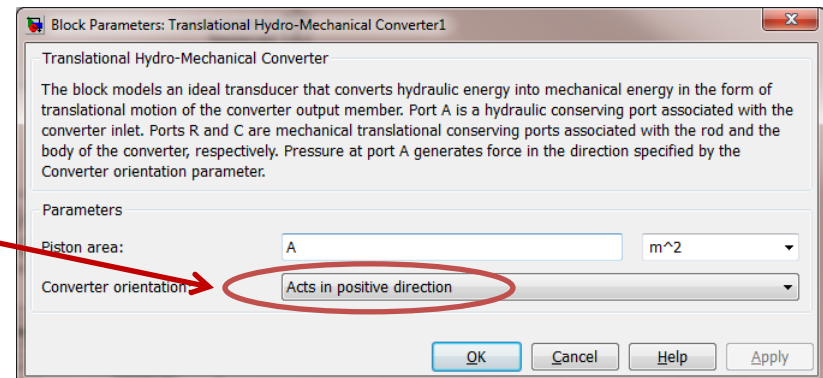 Block Parameters: Translational Hydro-Mechanical Converter1
Translational Hydro-Mechanical Converter
The block models an ideal transducer that converts hydraulic energy into mechanical energy in the form of
translational motion of the converter output member. Port A is a hydraulic conserving port associated with the
converter inlet. Ports R and C are mechanical translational conserving ports associated with the rod and the
body of the converter, respectively. Pressure at port A generates force in the direction specified by the
Converter orientation parameter.
Parameters
Piston area: A m^2
Converter orientation: Acts in positive direction
OK Cancel Help Apply